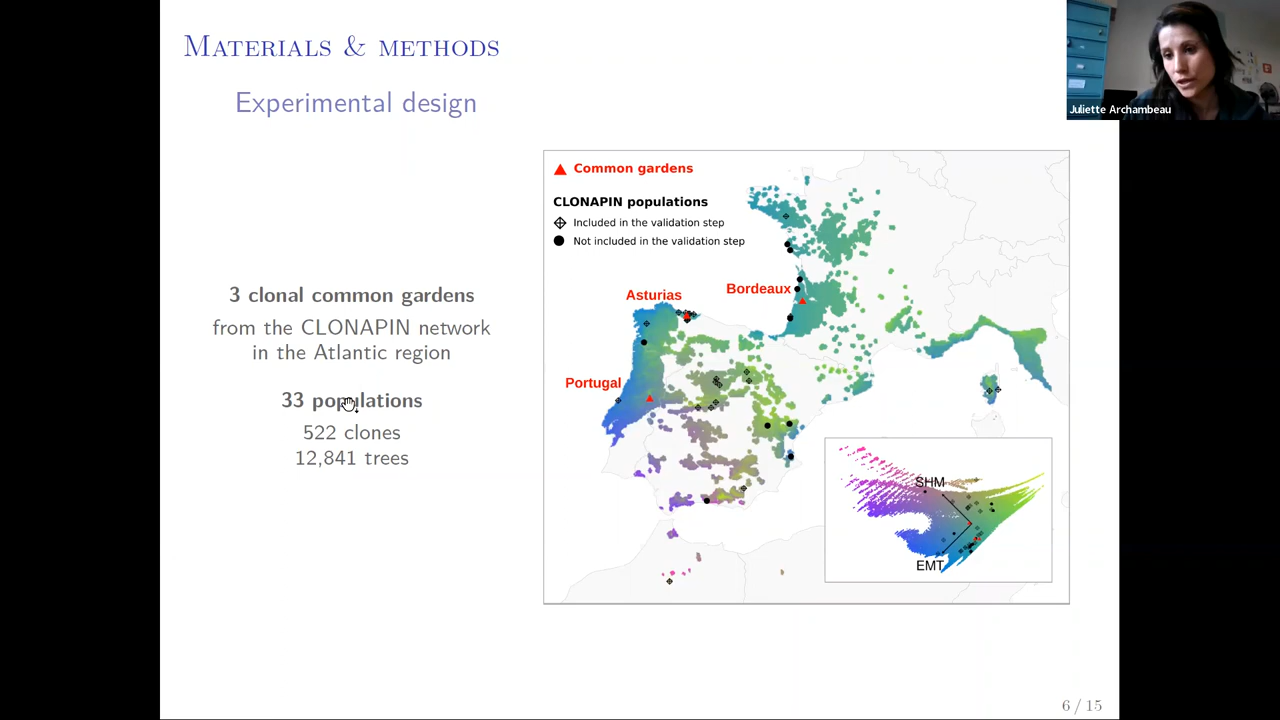 MATERIALS & METHODS
Experimental design
3 clonal common gardens
from the CLONAPIN network
in the Atlantic region
33 populations
522 clones
12,841 trees
Common gardens
CLONAPIN populations
Included in the validation step
Not included in the validation step
Asturias
Bordeaux
Portugal
SHM
EMT
Juliette Archambeau
6 / 15